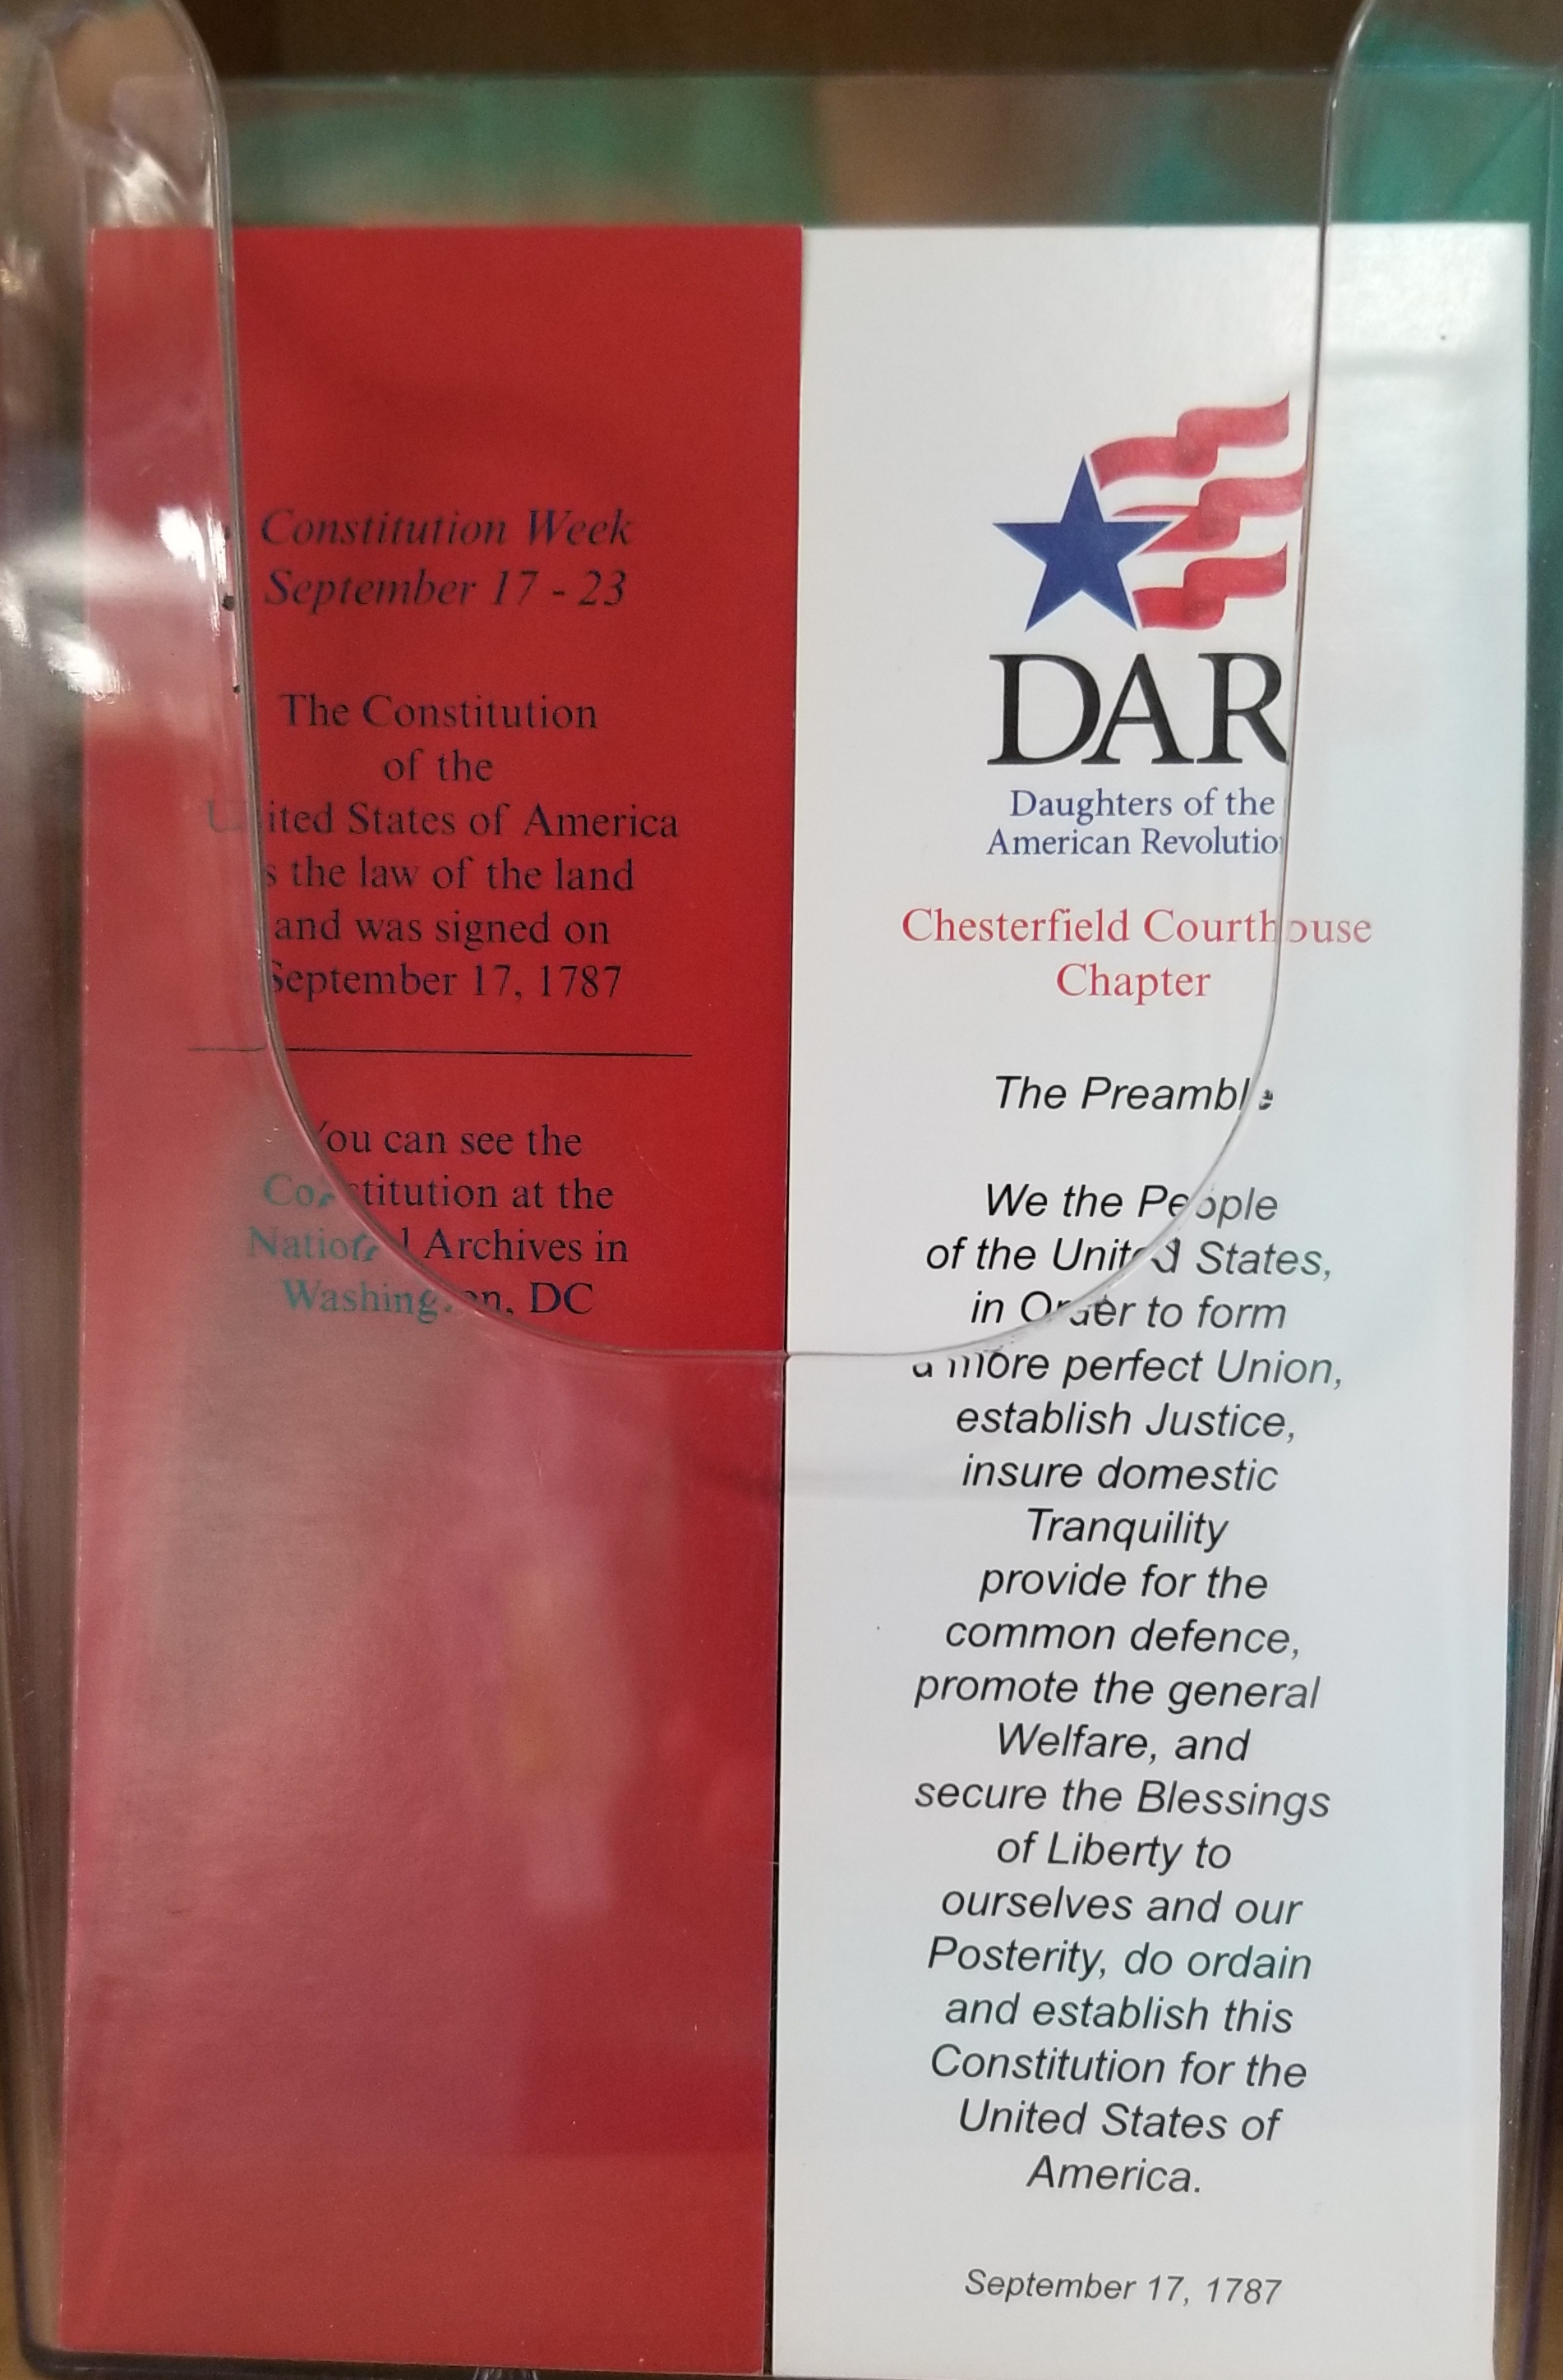 Constitution Week
September 17 - 23
The Constitution
of the
United States of America
is the law of the land
and was signed on
September 17, 1787
You can see the
Constitution at the
National Archives in
Washington, DC
DAR
Daughters of the
American Revolution
Chesterfield Courthouse
Chapter
The Preamble
We the People
of the United States,
in Order to form
a more perfect Union,
establish Justice,
insure domestic
Tranquility
provide for the
common defence,
promote the general
Welfare, and
secure the Blessings
of Liberty to
ourselves and our
Posterity, do ordain
and establish this
Constitution for the
United States of
America.
September 17, 1787